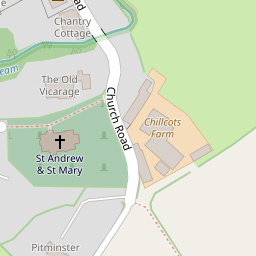 Chantry
Cottage
The Old
Vicarage
Church Road
Chillcots
Farm
St Andrew
& St Mary
Pitminster